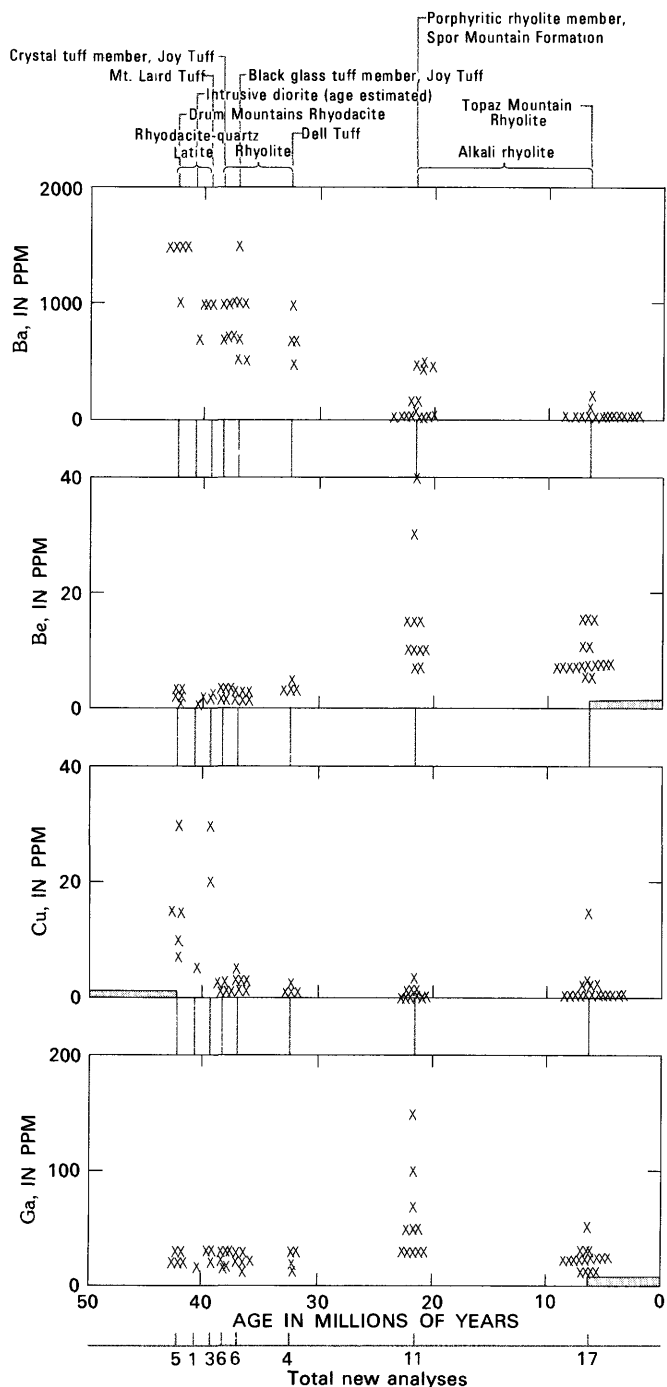 Porphyritic rhyolite member,
Spor Mountain Formation
Crystal tuff member, Joy Tuff
Mt. Laird Tuff
Black glass tuff member, Joy Tuff
Intrusive diorite (age estimated)
Topaz Mountain
Rhyolite
Drum Mountains Rhyodacite
Dell Tuff
Rhyodacite-quartz
Latite
Rhyolite
Alkali rhyolite
2000
1000
0
Ba, IN PPM
40
20
0
Be, IN PPM
40
20
0
Cu, IN PPM
200
100
0
Ga, IN PPM
50 40 30 20 10 0
AGE IN MILLIONS OF YEARS
5 1 3 6 6 4 11 17
Total new analyses